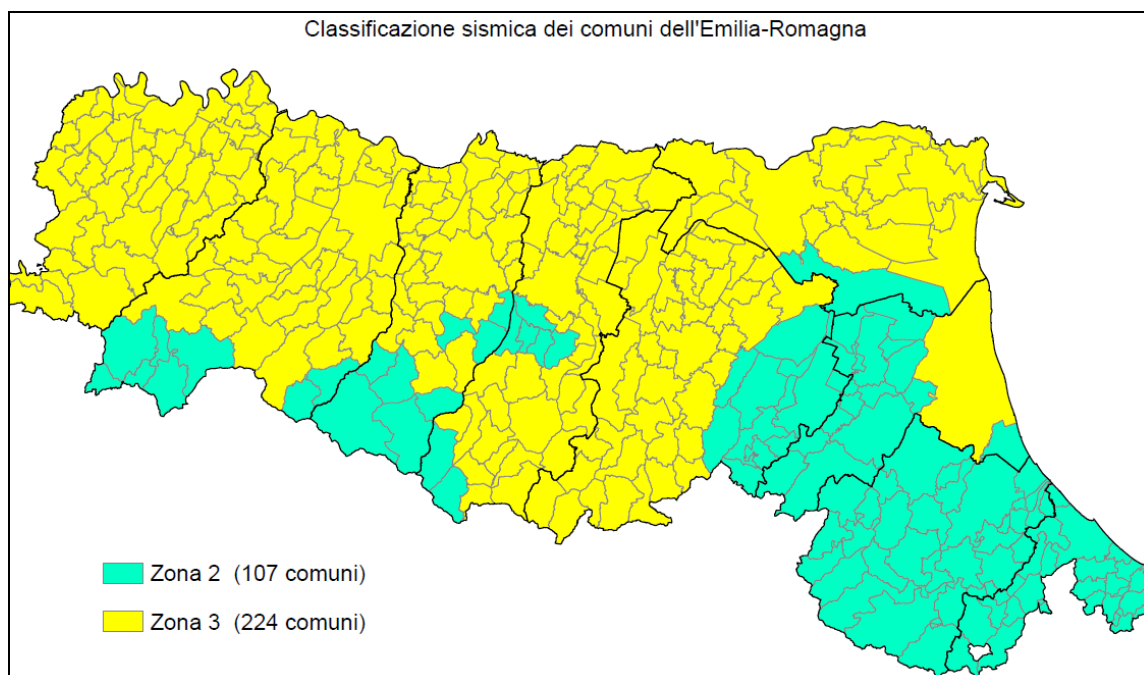 Classificazione sismica dei comuni dell'Emilia-Romagna
Zona 2 (107 comuni)
Zona 3 (224 comuni)